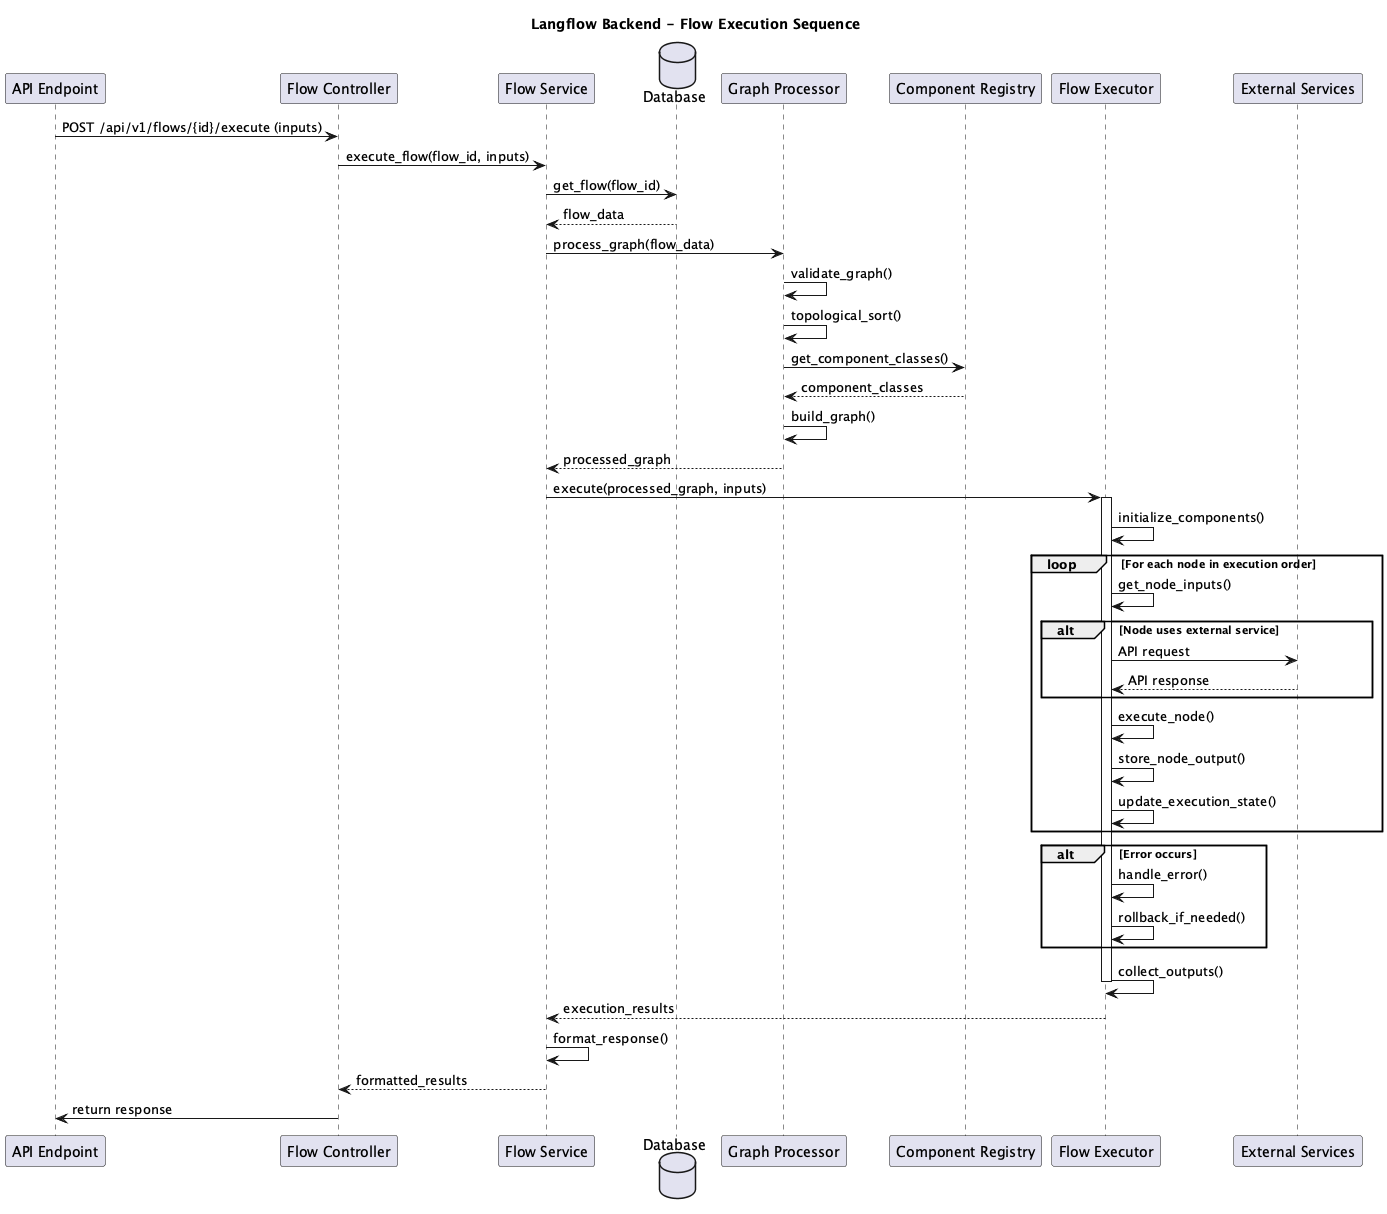 Langflow Backend - Flow Execution Sequence
API Endpoint
Flow Controller
Flow Service
Database
Graph Processor
Component Registry
Flow Executor
External Services
POST /api/v1/flows/{id}/execute (inputs)
execute_flow(flow_id, inputs)
get_flow(flow_id)
flow_data
process_graph(flow_data)
validate_graph()
topological_sort()
get_component_classes()
component_classes
build_graph()
processed_graph
execute(processed_graph, inputs)
initialize_components()
loop [For each node in execution order]
get_node_inputs()
alt [Node uses external service]
API request
API response
execute_node()
store_node_output()
update_execution_state()
alt [Error occurs]
handle_error()
rollback_if_needed()
collect_outputs()
execution_results
format_response()
formatted_results
return response
API Endpoint
Flow Controller
Flow Service
Database
Graph Processor
Component Registry
Flow Executor
External Services